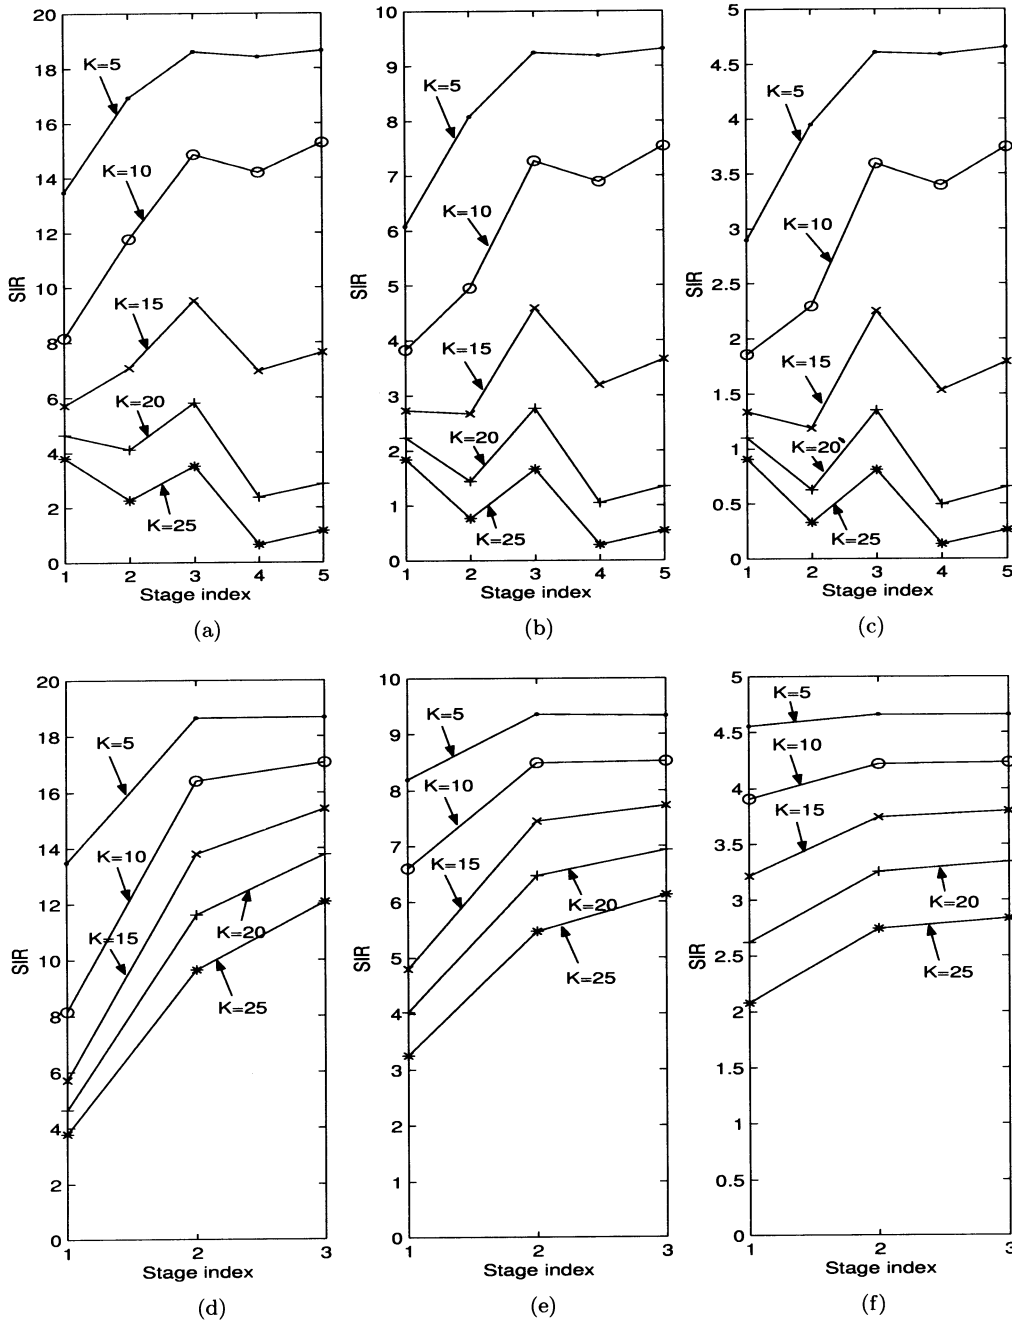 20
18
16
14
12
10
8
6
4
2
0
SIR
K=5
K=10
K=15
K=20
K=25
1 2 3 4 5
Stage index
(a)
10
9
8
7
6
5
4
3
2
1
0
SIR
K=5
K=10
K=15
K=20
K=25
1 2 3 4 5
Stage index
(b)
5
4.5
4
3.5
3
2.5
2
1.5
1
0.5
0
SIR
K=5
K=10
K=15
K=20
K=25
1 2 3 4 5
Stage index
(c)
20
18
16
14
12
10
8
6
4
2
0
SIR
K=5
K=10
K=15
K=20
K=25
1 2 3
Stage index
(d)
10
9
8
7
6
5
4
3
2
1
0
SIR
K=5
K=10
K=15
K=20
K=25
1 2 3
Stage index
(e)
5
4.5
4
3.5
3
2.5
2
1.5
1
0.5
0
SIR
K=5
K=10
K=15
K=20
K=25
1 2 3
Stage index
(f)